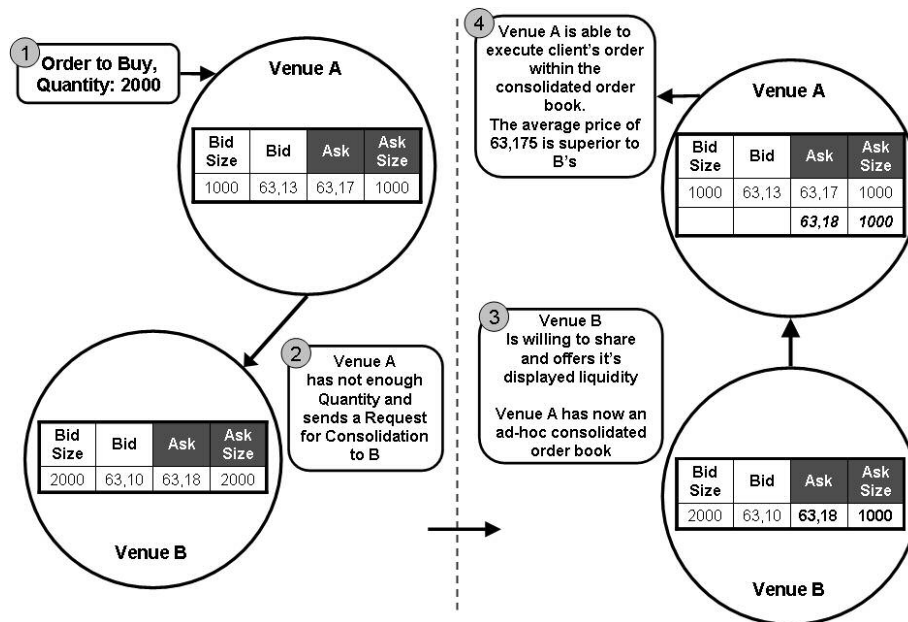 1
Order to Buy,
Quantity: 2000
Venue A
Bid Size Bid Ask Ask Size
1000 63,13 63,17 1000
2
Venue A
has not enough
Quantity and
sends a Request
for Consolidation
to B
Bid Size Bid Ask Ask Size
2000 63,10 63,18 2000
Venue B
3
Venue B
Is willing to share
and offers it's
displayed liquidity
Venue A has now an
ad-hoc consolidated
order book
Bid Size Bid Ask Ask Size
2000 63,10 63,18 1000
Venue B
4
Venue A is able to
execute client's order
within the
consolidated order
book.
The average price of
63,175 is superior to
B's
Venue A
Bid Size Bid Ask Ask Size
1000 63,13 63,17 1000
63,18 1000